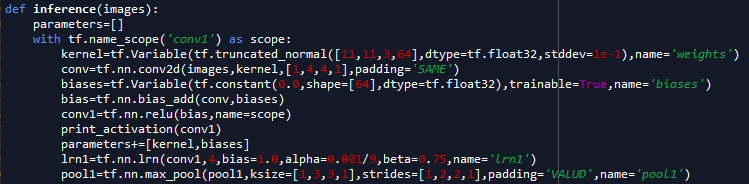 def inference(images):
    parameters=[]
    with tf.name_scope('conv1') as scope:
        kernel=tf.Variable(tf.truncated_normal([11,11,3,64],dtype=tf.float32,stddev=1e-1),name='weights')
        conv=tf.nn.conv2d(images,kernel,[1,4,4,1],padding='SAME')
        biases=tf.Variable(tf.constant(0.0,shape=[64],dtype=tf.float32),trainable=True,name='biases')
        bias=tf.nn.bias_add(conv,biases)
        conv1=tf.nn.relu(bias,name=scope)
        print_activation(conv1)
        parameters+=[kernel,biases]
        lrn1=tf.nn.lrn(conv1,4,bias=1.0,alpha=0.001/9,beta=0.75,name='lrn1')
        pool1=tf.nn.max_pool(pool1,ksize=[1,3,3,1],strides=[1,2,2,1],padding='VALUD',name='pool1')